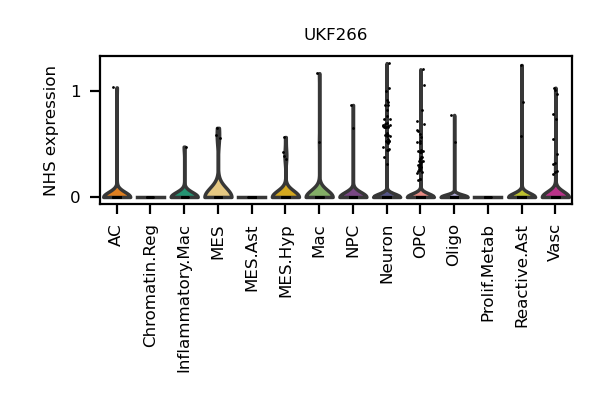 UKF266
NHS expression
1
0
AC
Chromatin.Reg
Inflammatory.Mac
MES
MES.Ast
MES.Hyp
Mac
NPC
Neuron
OPC
Oligo
Prolif.Metab
Reactive.Ast
Vasc